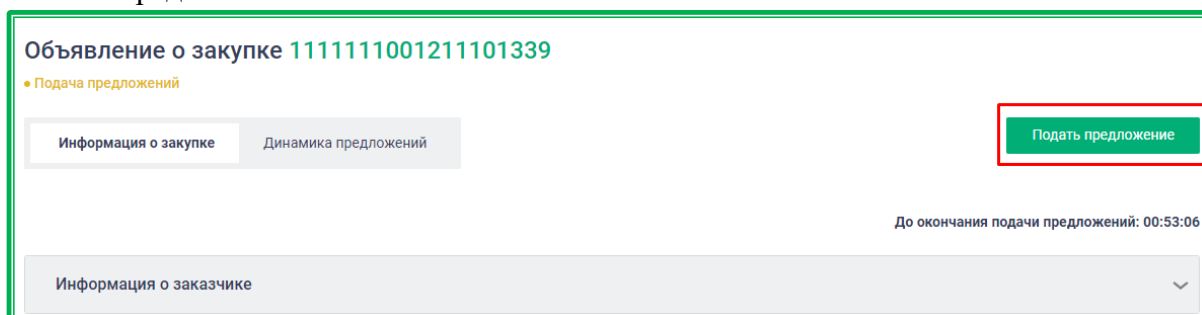 Объявление о закупке 1111111001211101339
• Подача предложений
Информация о закупке Динамика предложений Подать предложение
До окончания подачи предложений: 00:53:06
Информация о заказчике